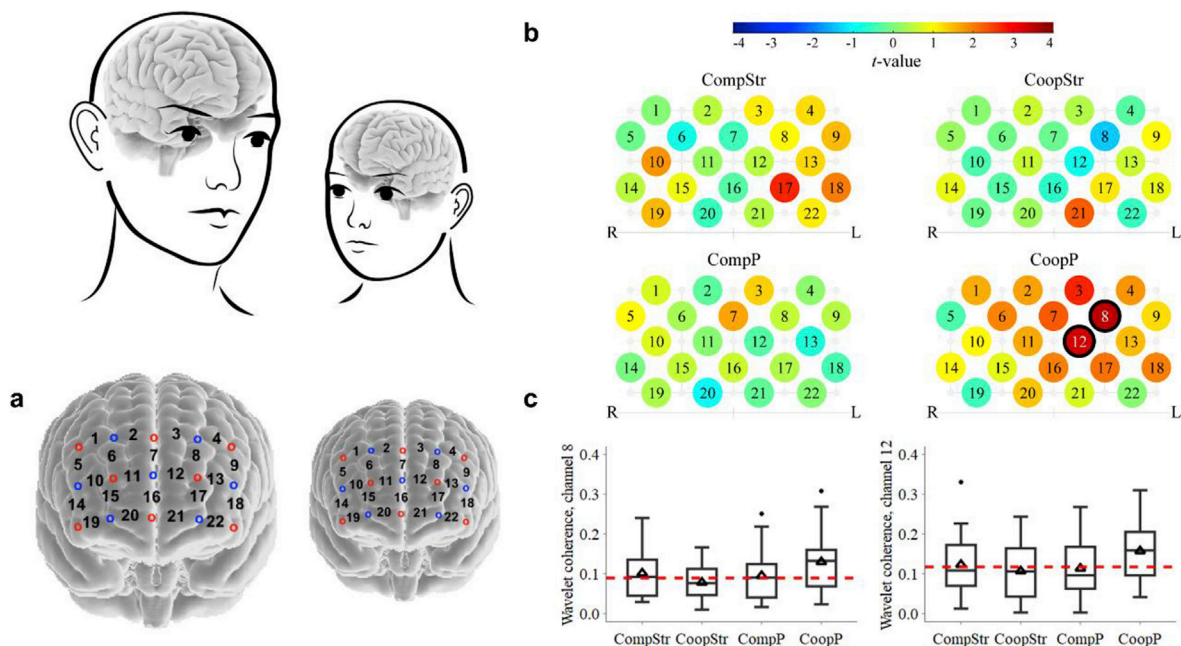 b
-4 -3 -2 -1 0 1 2 3 4
t-value
CompStr
1 2 3 4
5 6 7 8 9
10 11 12 13
14 15 16 17 18
19 20 21 22
R L
CoopStr
1 2 3 4
5 6 7 8 9
10 11 12 13
14 15 16 17 18
19 20 21 22
R L
CompP
1 2 3 4
5 6 7 8 9
10 11 12 13
14 15 16 17 18
19 20 21 22
R L
CoopP
1 2 3 4
5 6 7 8 9
10 11 12 13
14 15 16 17 18
19 20 21 22
R L
a
1 2 3 4
5 6 7 8 9
10 11 12 13
14 15 16 17 18
19 20 21 22
1 2 3 4
5 6 7 8 9
10 11 12 13
14 15 16 17 18
19 20 21 22
c
Wavelet coherence, channel 8
0.4
0.3
0.2
0.1
0.0
CompStr CoopStr CompP CoopP
Wavelet coherence, channel 12
0.4
0.3
0.2
0.1
0.0
CompStr CoopStr CompP CoopP